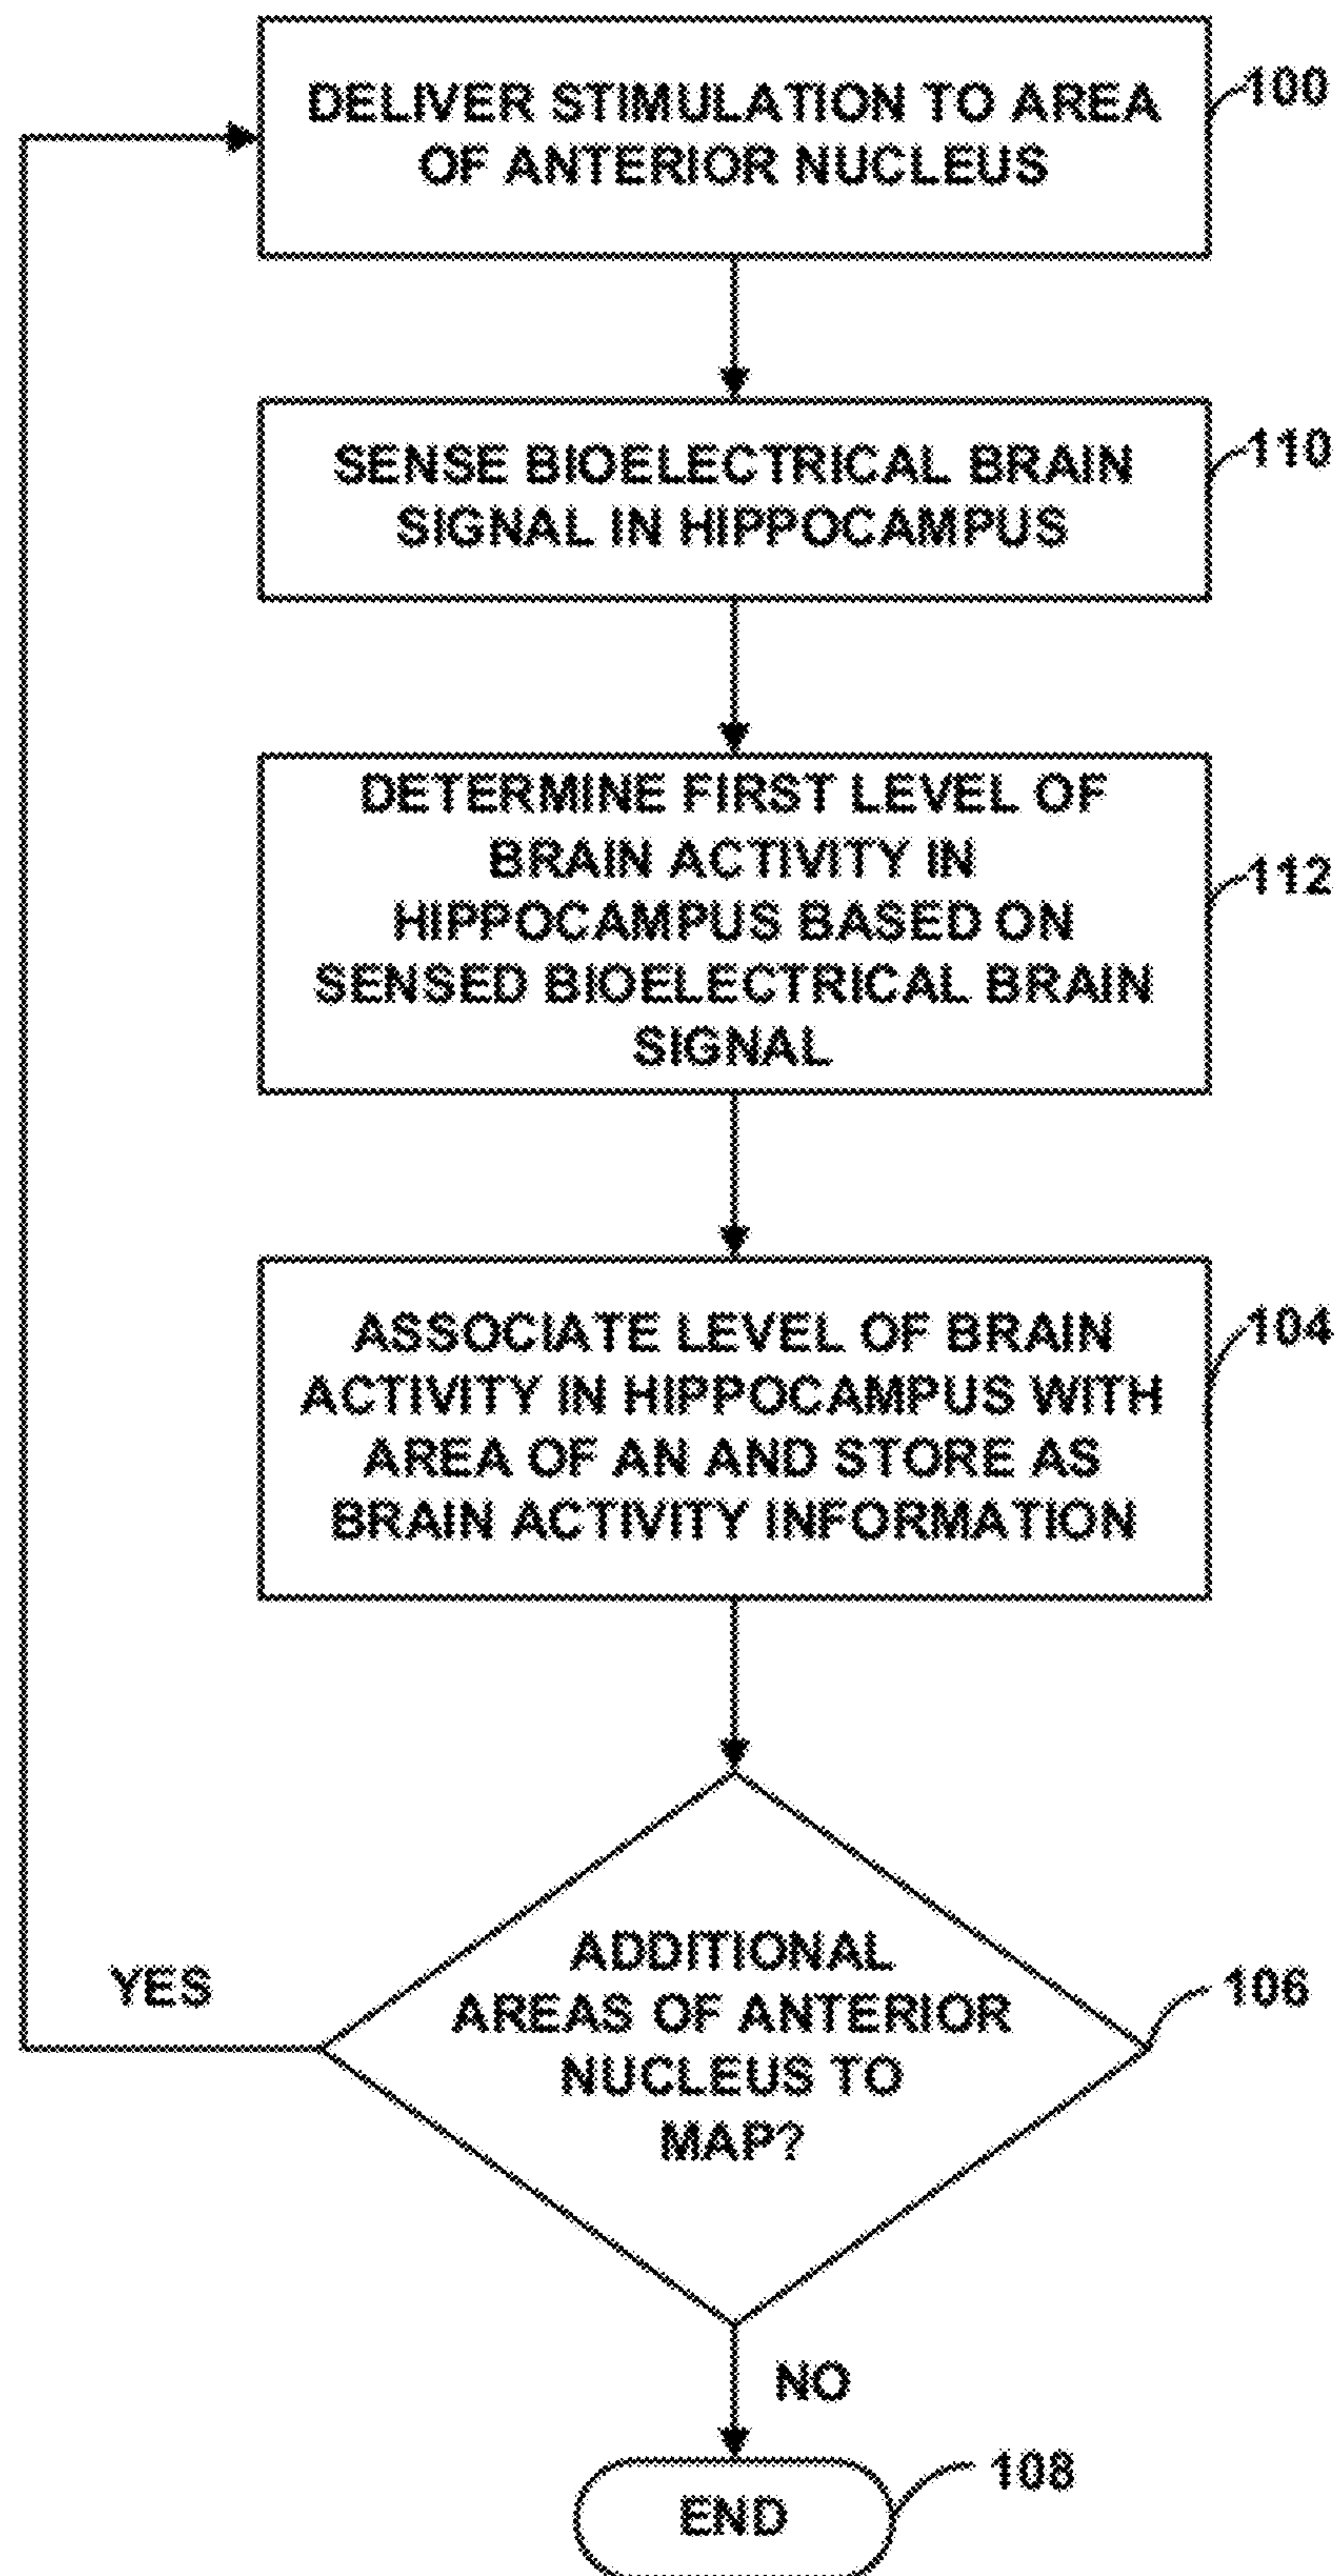 DELIVER STIMULATION TO AREA
OF ANTERIOR NUCLEUS
100
SENSE BIOELECTRICAL BRAIN
SIGNAL IN HIPPOCAMPUS
110
DETERMINE FIRST LEVEL OF
BRAIN ACTIVITY IN
HIPPOCAMPUS BASED ON
SENSED BIOELECTRICAL BRAIN
SIGNAL
112
ASSOCIATE LEVEL OF BRAIN
ACTIVITY IN HIPPOCAMPUS WITH
AREA OF AN AND STORE AS
BRAIN ACTIVITY INFORMATION
104
ADDITIONAL
AREAS OF ANTERIOR
NUCLEUS TO
MAP?
106
YES
NO
END
108